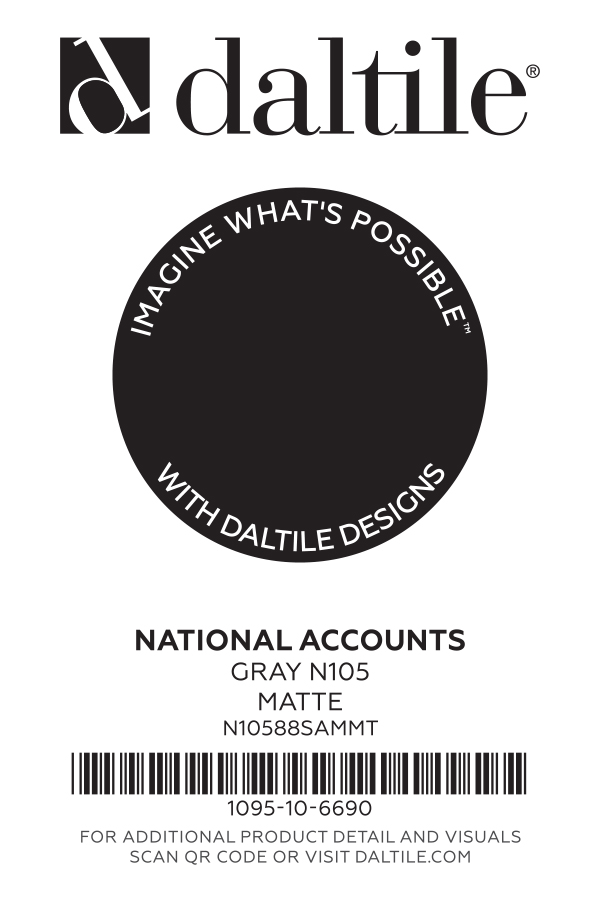 daltile®
IMAGINE WHAT'S POSSIBLE™
WITH DALTILE DESIGNS
NATIONAL ACCOUNTS
GRAY N105
MATTE
N10588SAMMT
1095-10-6690
FOR ADDITIONAL PRODUCT DETAIL AND VISUALS
SCAN QR CODE OR VISIT DALTILE.COM